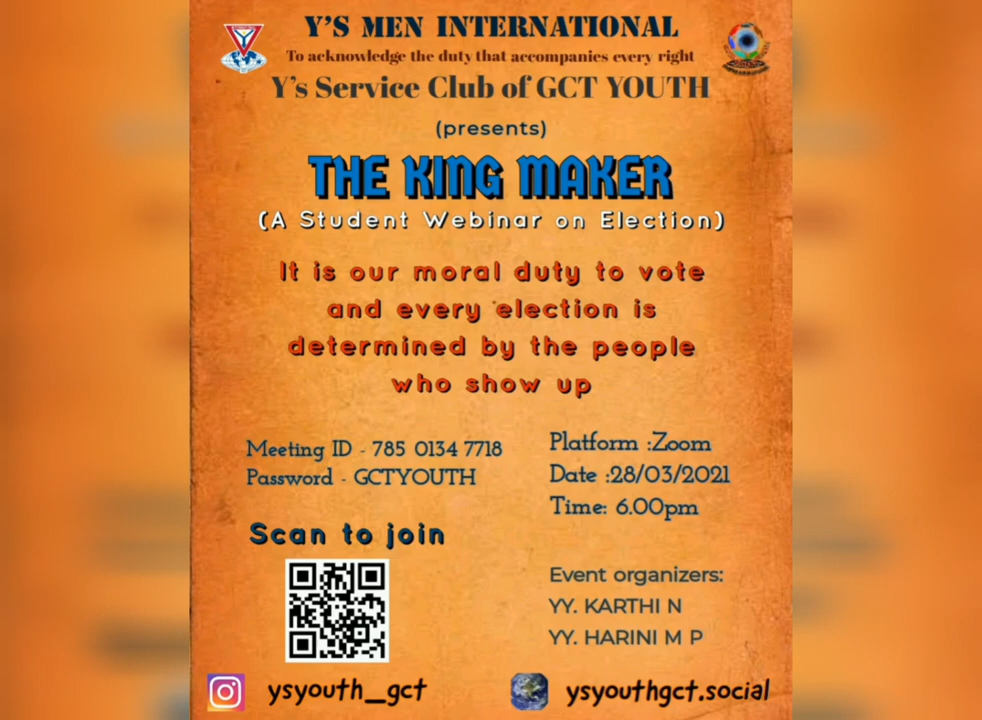 Y'S MEN INTERNATIONAL
To acknowledge the duty that accompanies every right
Y's Service Club of GCT YOUTH
(presents)
THE KING MAKER
(A Student Webinar on Election)
It is our moral duty to vote
and every election is
determined by the people
who show up
Meeting ID - 785 0134 7718
Password - GCTYOUTH
Platform :Zoom
Date :28/03/2021
Time: 6.00pm
Scan to join
Event organizers:
YY. KARTHI N
YY. HARINI M P
ysyouth_gct
ysyouthgct.social